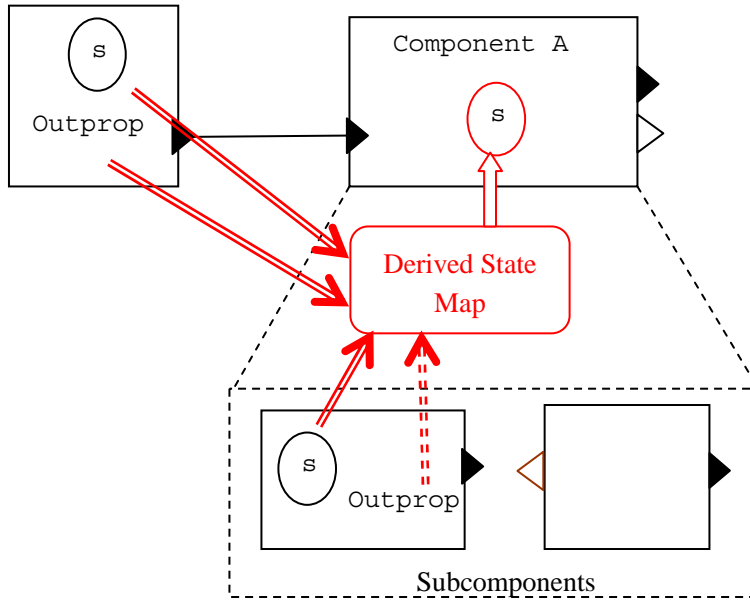 s
Outprop
Component A
s
Derived State
Map
s
Outprop
Subcomponents